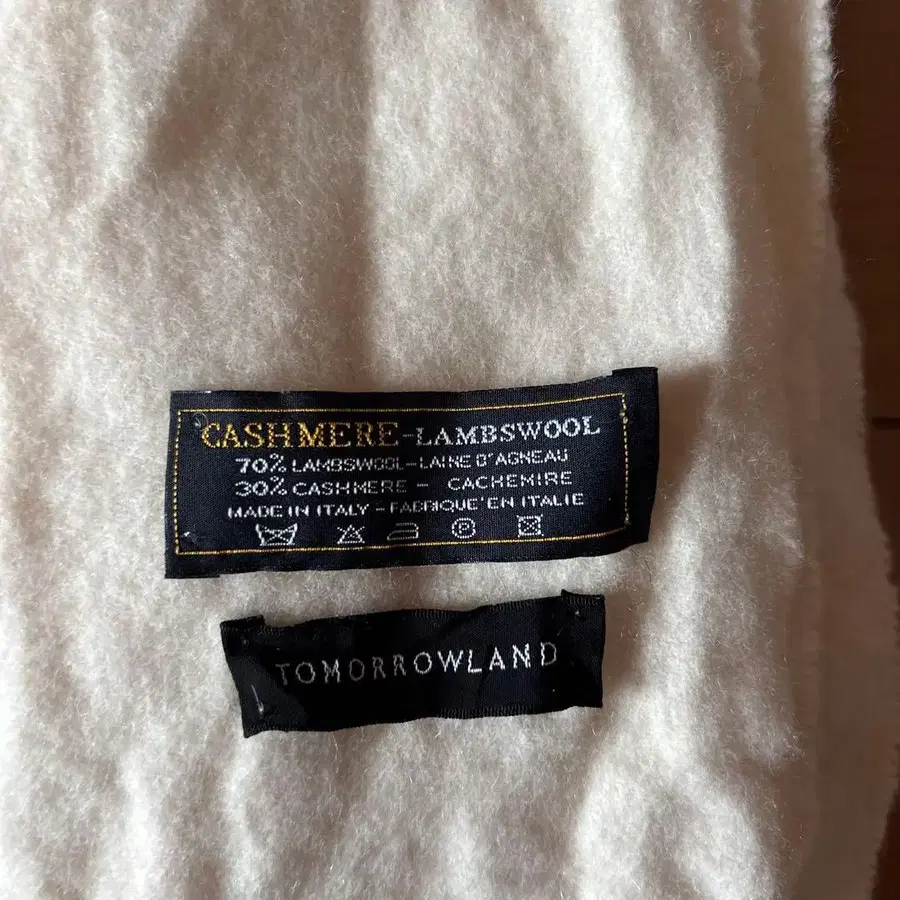 CASHMERE-LAMBSWOOL
70% LAMBSWOOL-LAINE D'AGNEAU
30% CASHMERE - CACHEMIRE
MADE IN ITALY - FABRIQUE'EN ITALIE
P
TOMORROWLAND